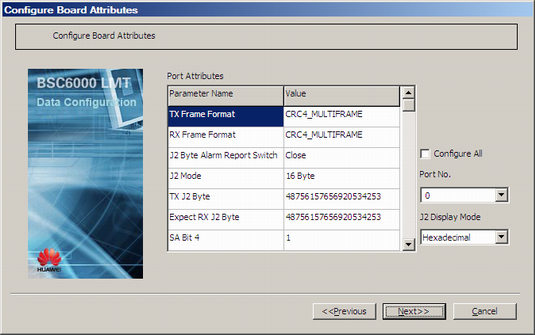 Configure Board Attributes
Configure Board Attributes
BSC6000 LMT
Data Configuration
HUAWEI
Port Attributes
Parameter Name Value
TX Frame Format CRC4_MULTIFRAME
RX Frame Format CRC4_MULTIFRAME
J2 Byte Alarm Report Switch Close
J2 Mode 16 Byte
TX J2 Byte 48756157656920534253
Expect RX J2 Byte 48756157656920534253
SA Bit 4 1
Configure All
Port No.
0
J2 Display Mode
Hexadecimal
<<Previous Next>> Cancel